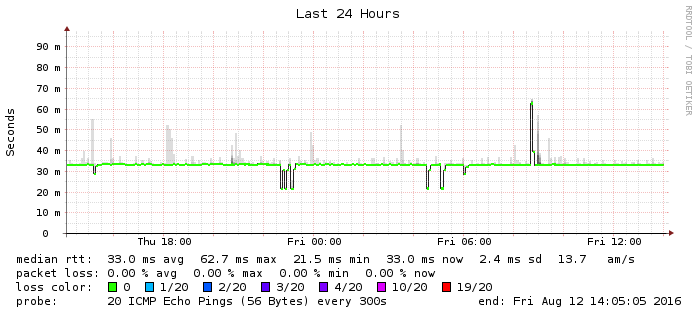 Last 24 Hours
RRDTOOL / TOBI OETIKER
Seconds
90 m
80 m
70 m
60 m
50 m
40 m
30 m
20 m
10 m
0
Thu 18:00 Fri 00:00 Fri 06:00 Fri 12:00
median rtt: 33.0 ms avg 62.7 ms max 21.5 ms min 33.0 ms now 2.4 ms sd 13.7 am/s
packet loss: 0.00 % avg 0.00 % max 0.00 % min 0.00 % now
loss color: 0 1/20 2/20 3/20 4/20 10/20 19/20
probe: 20 ICMP Echo Pings (56 Bytes) every 300s end: Fri Aug 12 14:05:05 2016